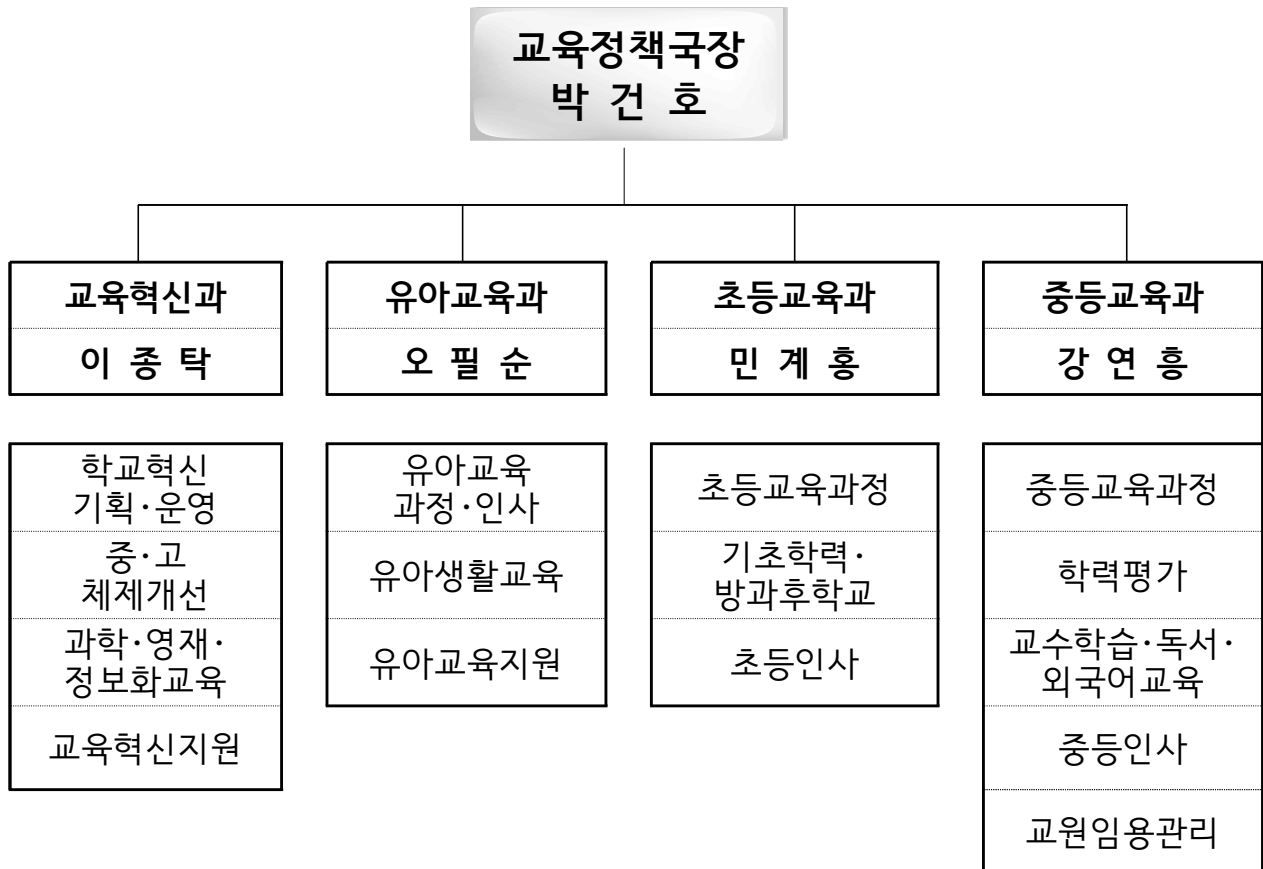 교육정책국장
박 건 호
교육혁신과
이 종 탁
학교혁신
기획·운영
중·고
체제개선
과학·영재·
정보화교육
교육혁신지원
유아교육과
오 필 순
유아교육
과정·인사
유아생활교육
유아교육지원
초등교육과
민 계 홍
초등교육과정
기초학력·
방과후학교
초등인사
중등교육과
강 연 흥
중등교육과정
학력평가
교수학습·독서·
외국어교육
중등인사
교원임용관리